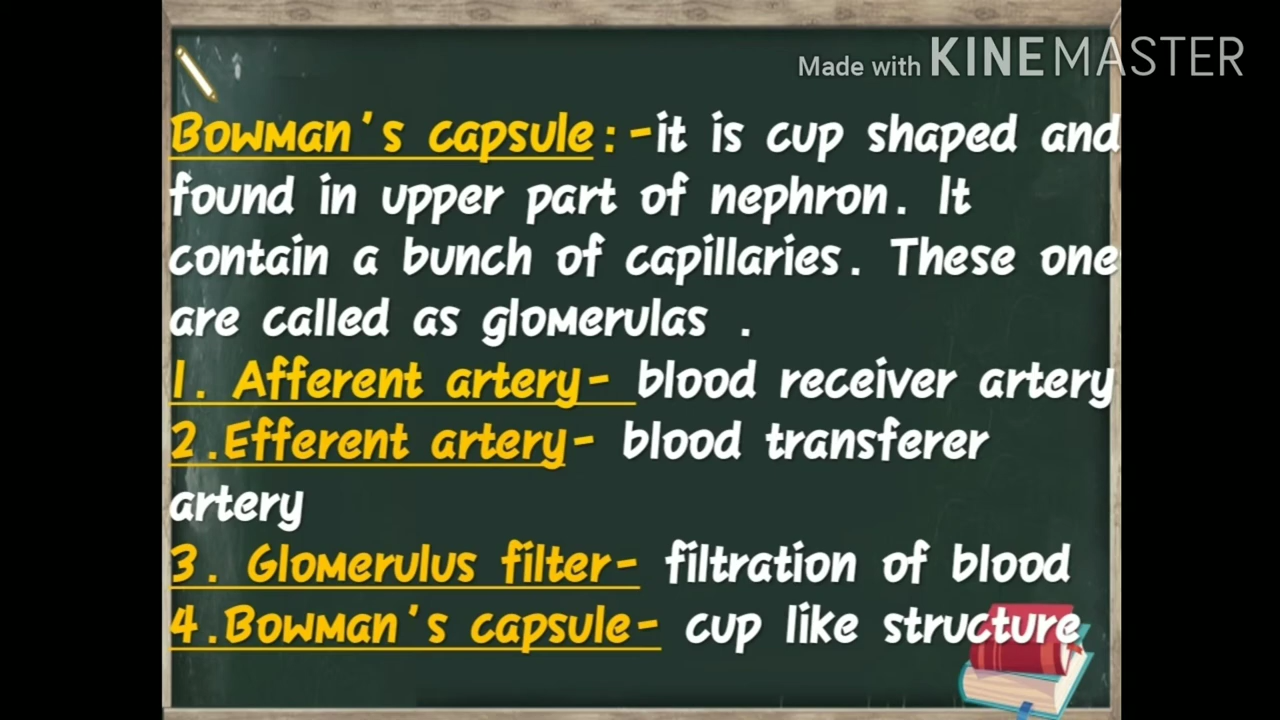 Made with KINEMASTER
Bowman's capsule:-it is cup shaped and
found in upper part of nephron. It
contain a bunch of capillaries. These one
are called as glomerulas .
1. Afferent artery- blood receiver artery
2.Efferent artery- blood transferer
artery
3. Glomerulus filter- filtration of blood
4.Bowman's capsule- cup like structure